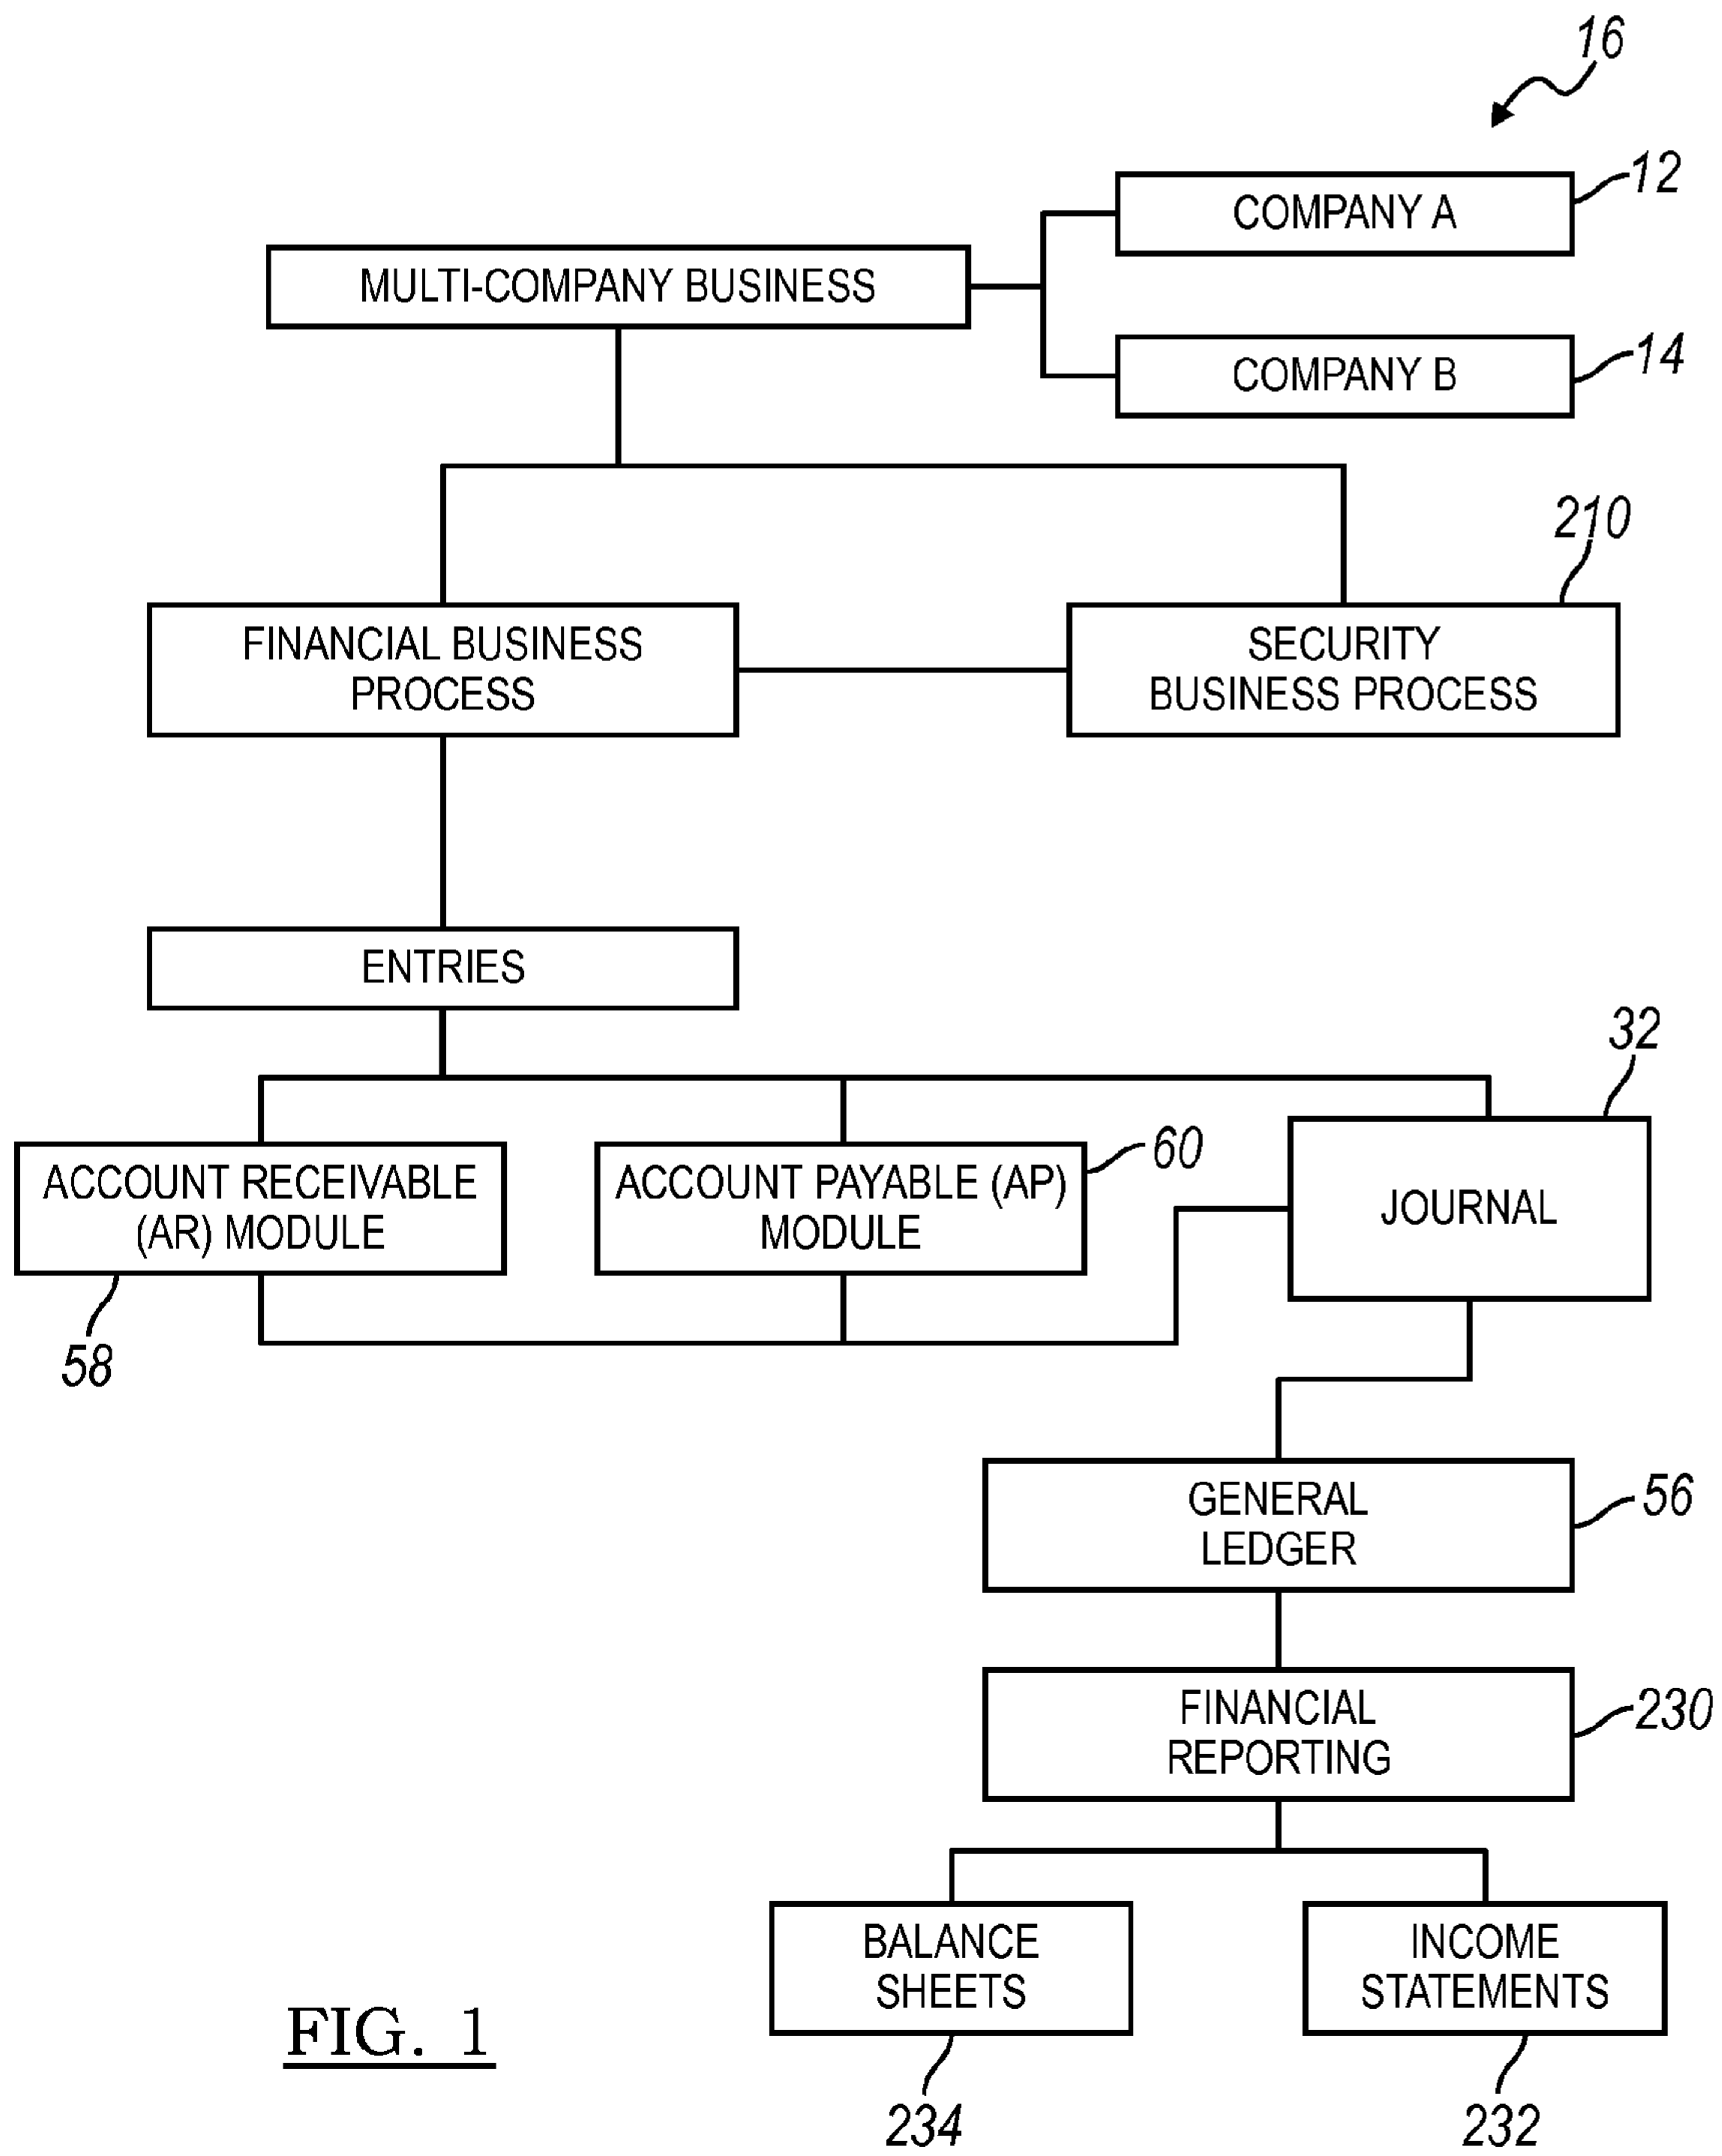 16
COMPANY A
12
MULTI-COMPANY BUSINESS
COMPANY B
14
210
FINANCIAL BUSINESS
PROCESS
SECURITY
BUSINESS PROCESS
ENTRIES
32
ACCOUNT RECEIVABLE
(AR) MODULE
58
ACCOUNT PAYABLE (AP)
MODULE
60
JOURNAL
GENERAL
LEDGER
56
FINANCIAL
REPORTING
230
BALANCE
SHEETS
234
INCOME
STATEMENTS
232
FIG. 1